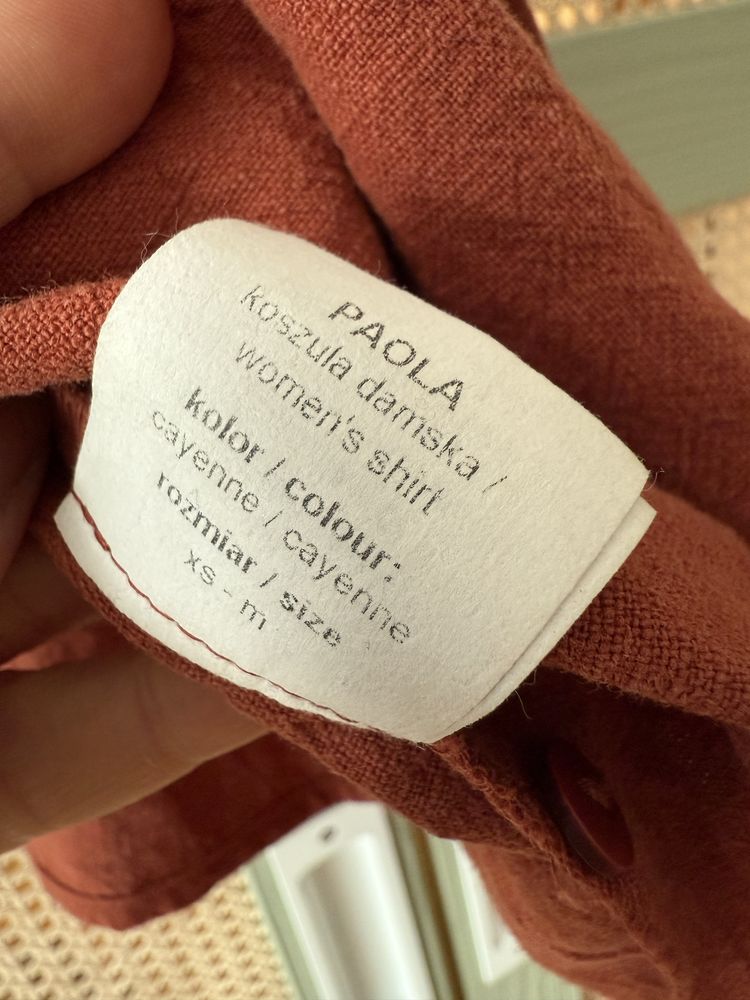 PAOLA
koszula damska /
women's shirt
kolor / colour:
cayenne / cayenne
rozmiar / size
xs - m